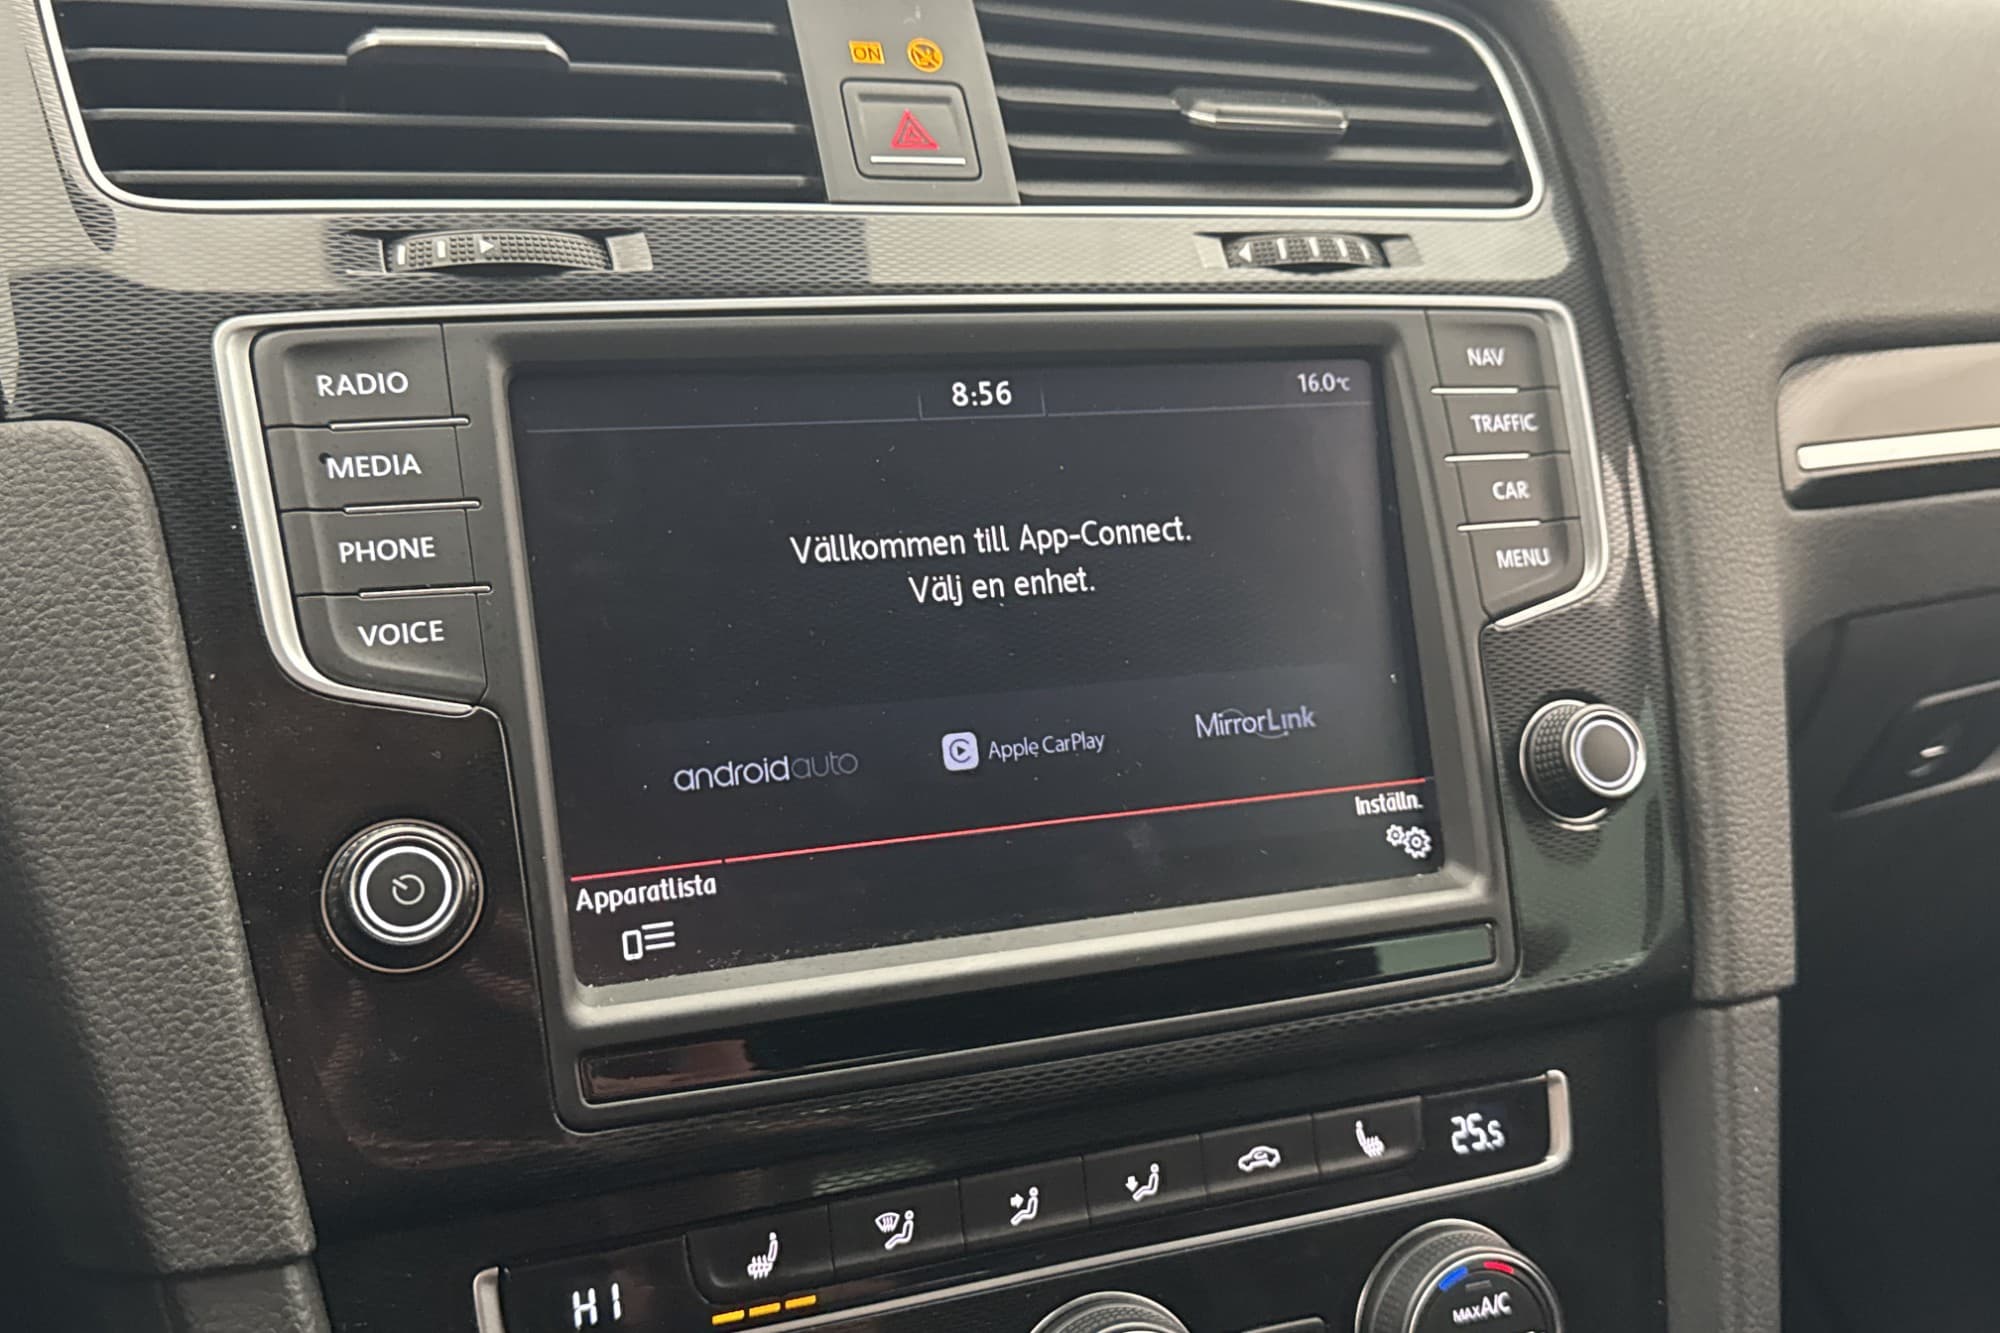 ON
RADIO
MEDIA
PHONE
VOICE
8:56
16.0°C
Vällkommen till App-Connect.
Välj en enhet.
androidauto
Apple CarPlay
MirrorLink
Inställn.
Apparatlista
NAV
TRAFFIC
CAR
MENU
HI
25.5
MAX A/C